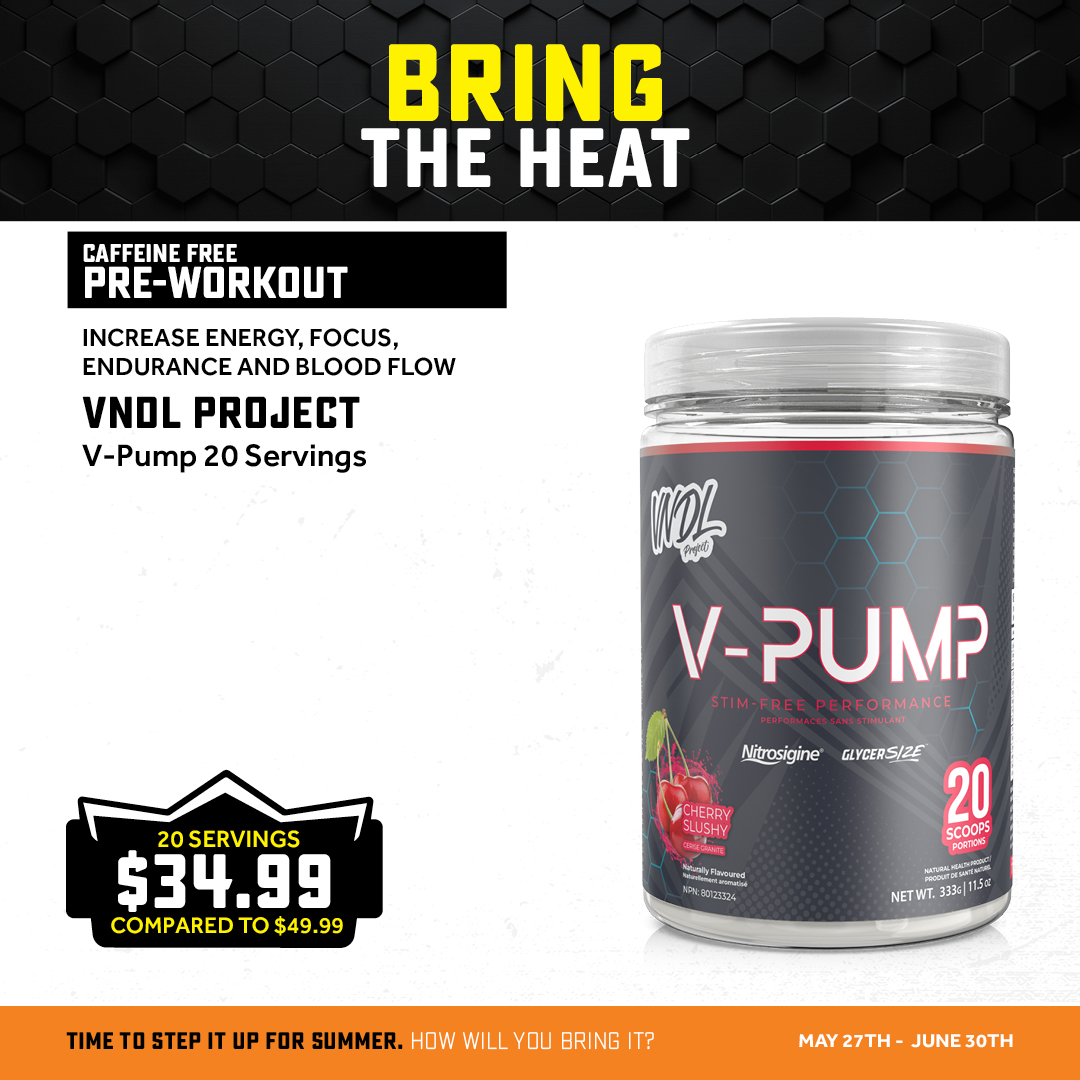 BRING
THE HEAT
CAFFEINE FREE
PRE-WORKOUT
INCREASE ENERGY, FOCUS,
ENDURANCE AND BLOOD FLOW
VNDL PROJECT
V-Pump 20 Servings
VNDL
Project
V-PUMP
STIM-FREE PERFORMANCE
PERFORMACES SANS STIMULANT
Nitrosigine®
GLYCERSIZE™
CHERRY
SLUSHY
CERISE GRANITE
Naturally Flavoured
Naturellement aromatisé
NPN: 80123324
20
SCOOPS
PORTIONS
NATURAL HEALTH PRODUCT/
PRODUIT DE SANTÉ NATUREL
NET WT. 333G | 11.5 OZ
20 SERVINGS
$34.99
COMPARED TO $49.99
TIME TO STEP IT UP FOR SUMMER. HOW WILL YOU BRING IT?
MAY 27TH - JUNE 30TH